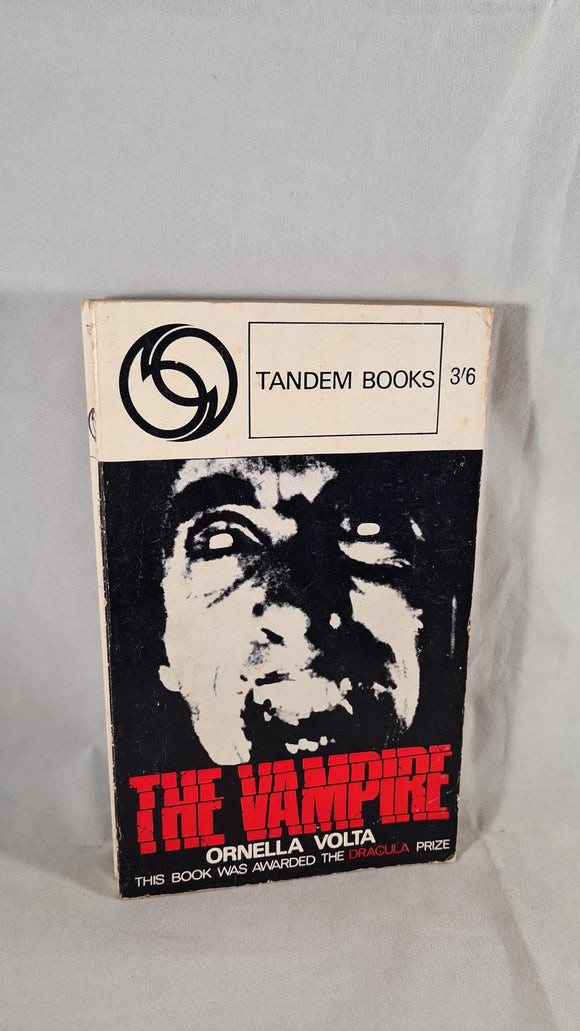 TANDEM BOOKS 3'6
THE VAMPIRE
ORNELLA VOLTA
THIS BOOK WAS AWARDED THE DRACULA PRIZE